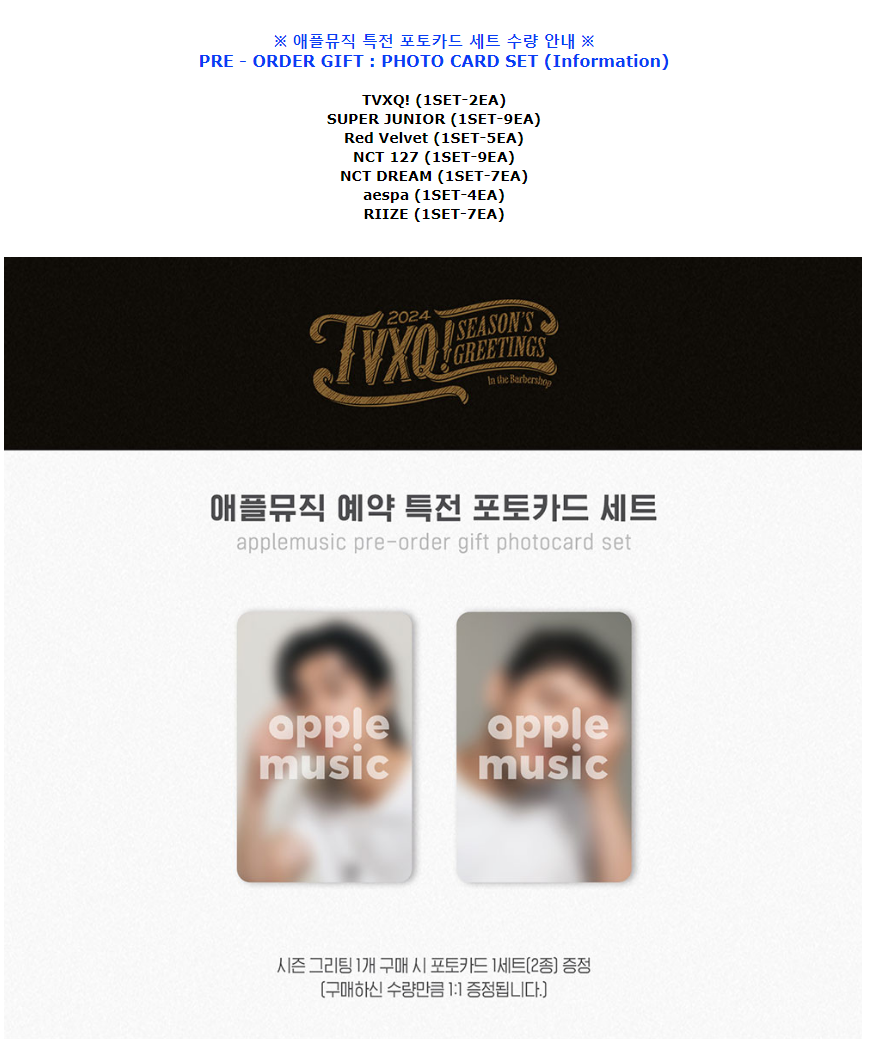 ※ 애플뮤직 특전 포토카드 세트 수량 안내 ※
PRE - ORDER GIFT : PHOTO CARD SET (Information)
TVXQ! (1SET-2EA)
SUPER JUNIOR (1SET-9EA)
Red Velvet (1SET-5EA)
NCT 127 (1SET-9EA)
NCT DREAM (1SET-7EA)
aespa (1SET-4EA)
RIIZE (1SET-7EA)
2024
TVXQ! SEASON'S
GREETINGS
In the Barbershop
애플뮤직 예약 특전 포토카드 세트
applemusic pre-order gift photocard set
apple
music
apple
music
시즌 그리팅 1개 구매 시 포토카드 1세트(2종) 증정
(구매하신 수량만큼 1:1 증정됩니다.)